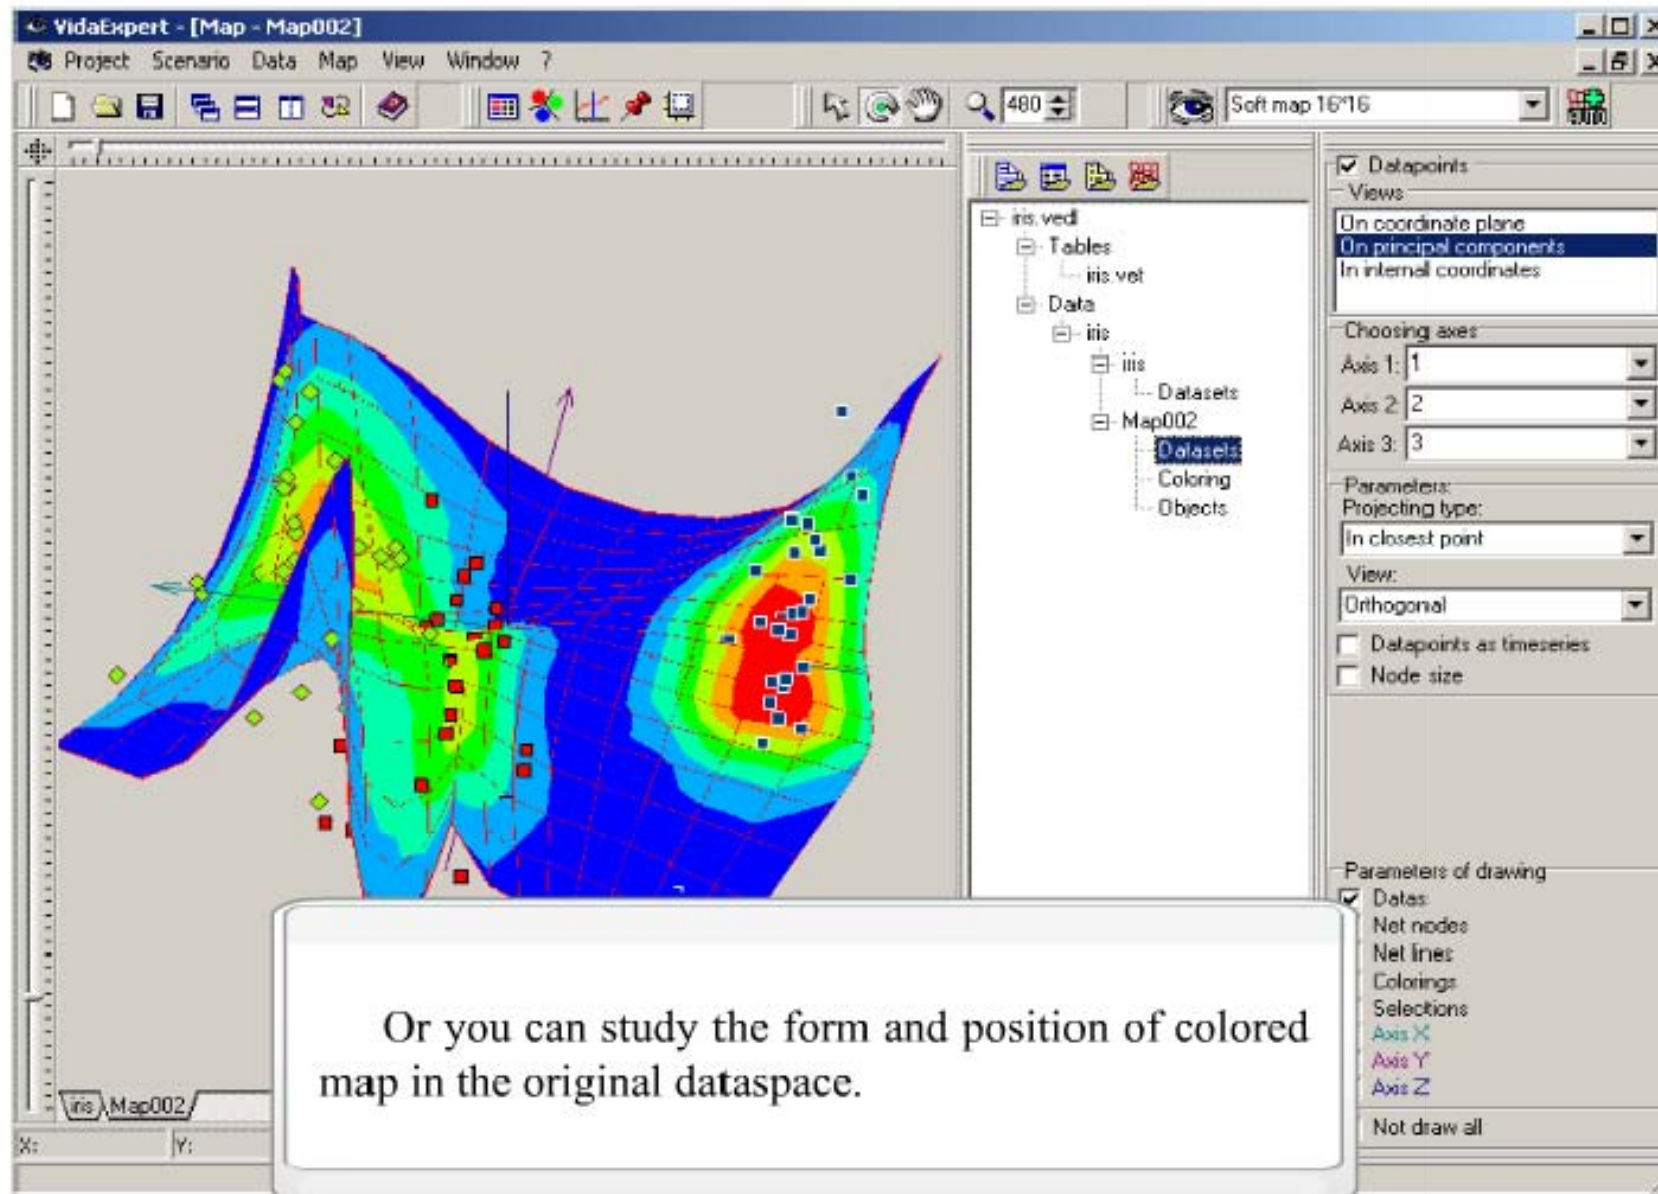 VidaExpert - [Map - Map002]
Project Scenario Data Map View Window ?
480 Soft map 16*16
iris.vedl
Tables
iris.vet
Data
iris
iris
Datasets
Map002
Datasets
Coloring
Objects
Datapoints
Views
On coordinate plane
On principal components
In internal coordinates
Choosing axes
Axis 1: 1
Axis 2: 2
Axis 3: 3
Parameters:
Projecting type:
In closest point
View:
Orthogonal
Datapoints as timeseries
Node size
Parameters of drawing
Datas
Net nodes
Net lines
Colorings
Selections
Axis X
Axis Y
Axis Z
Not draw all
Or you can study the form and position of colored
map in the original dataspace.
iris Map002
X: Y: